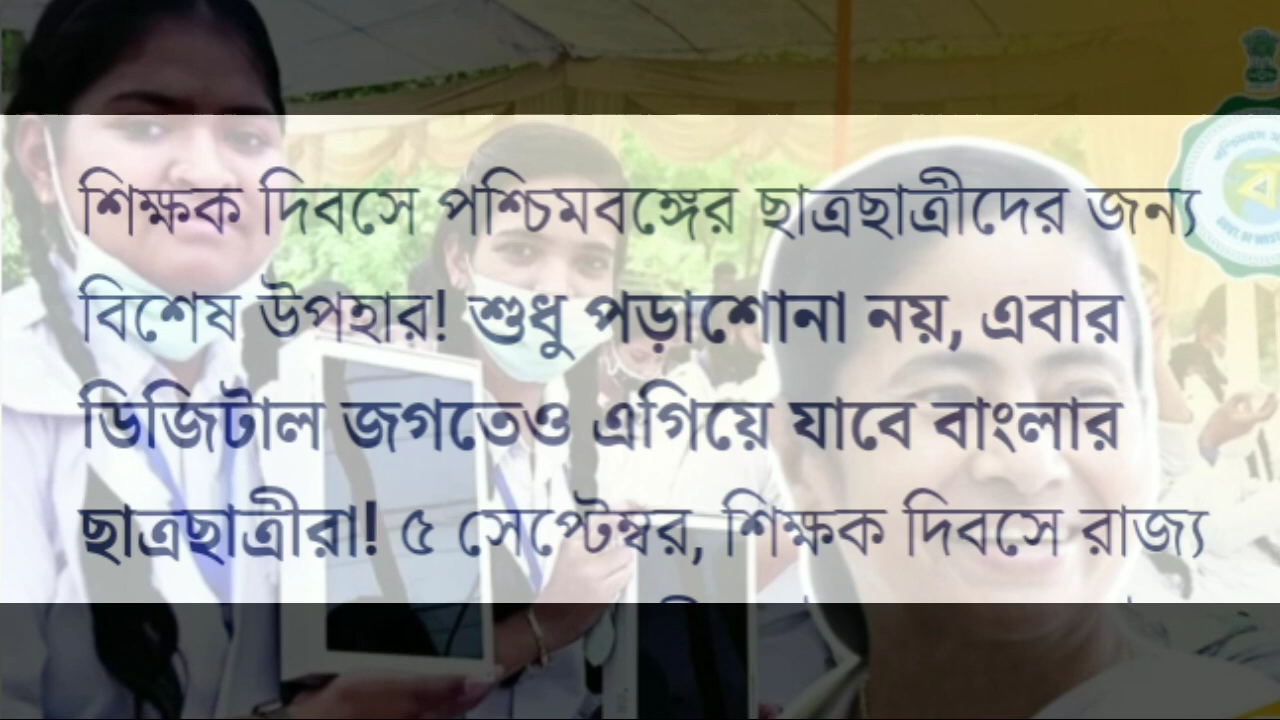 শিক্ষক দিবসে পশ্চিমবঙ্গের ছাত্রছাত্রীদের জন্য
বিশেষ উপহার! শুধু পড়াশোনা নয়, এবার
ডিজিটাল জগতেও এগিয়ে যাবে বাংলার
ছাত্রছাত্রীরা! ৫ সেপ্টেম্বর, শিক্ষক দিবসে রাজ্য